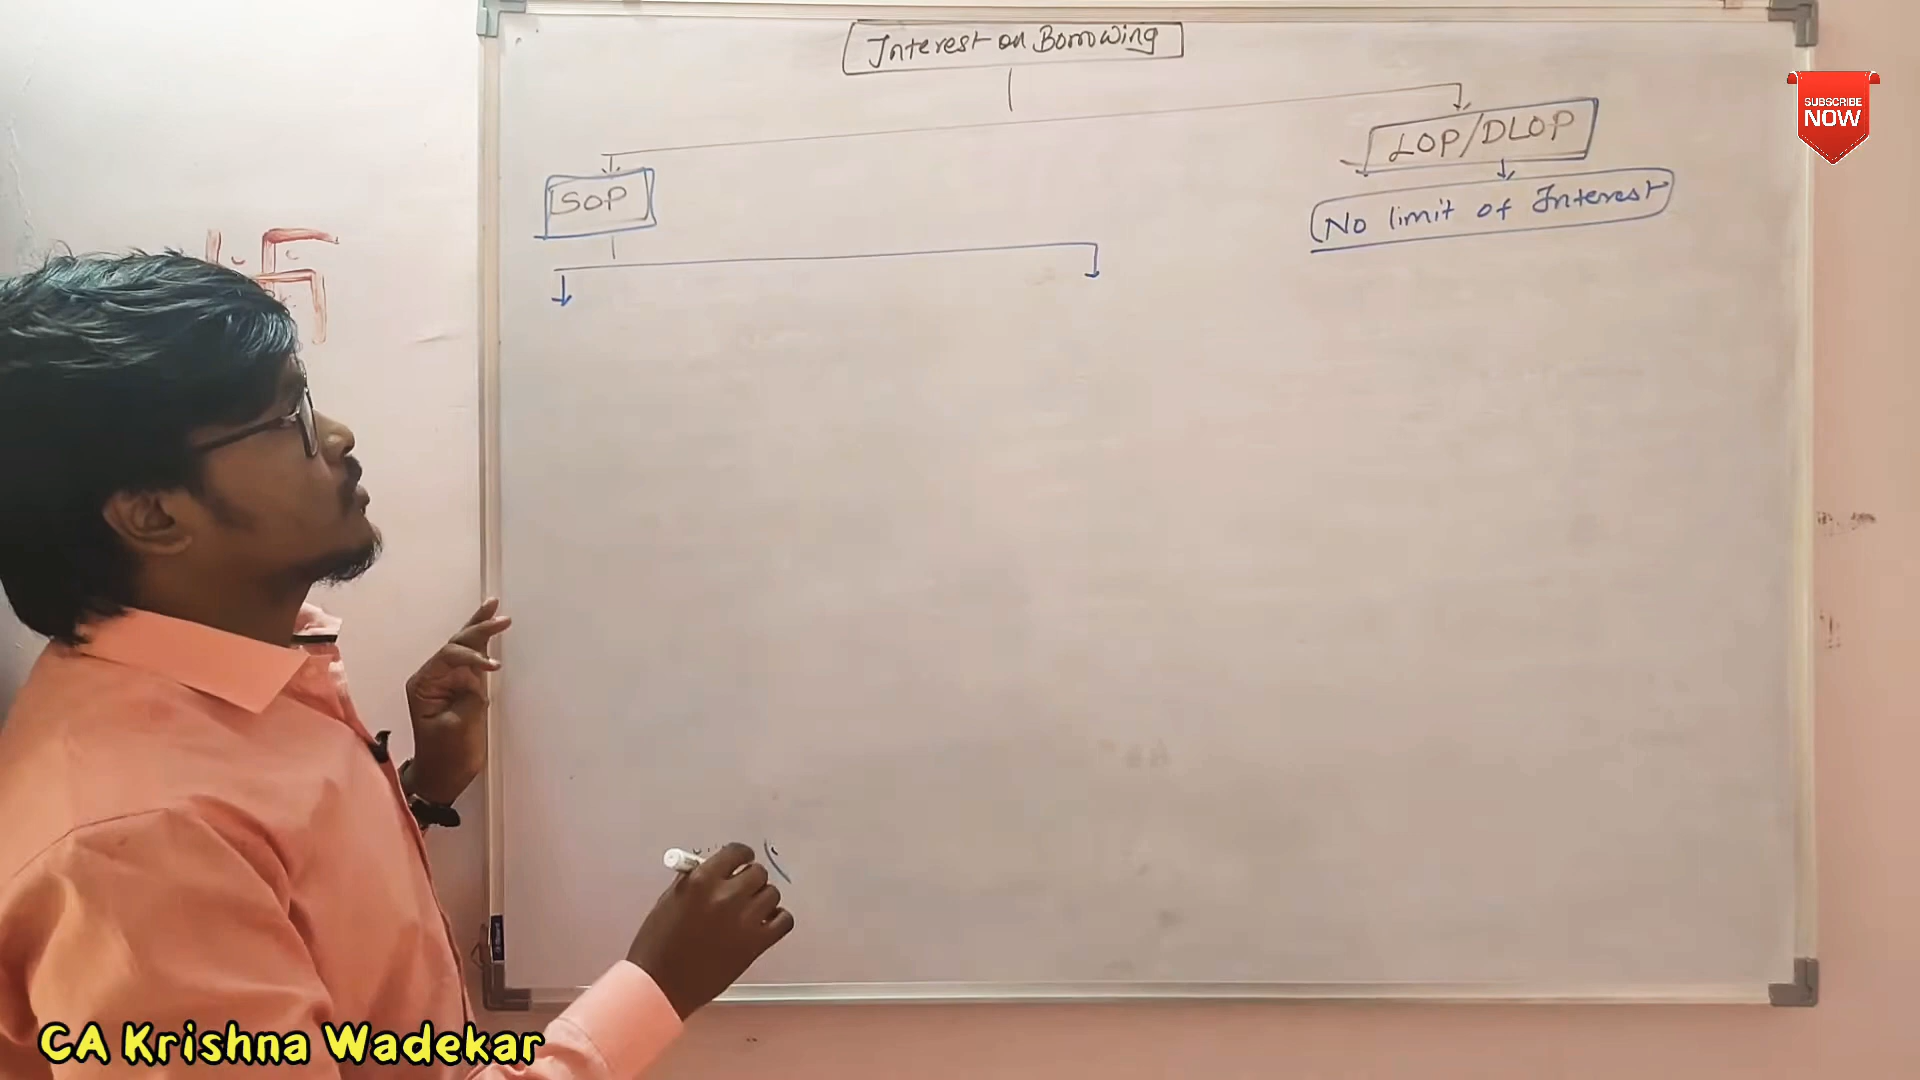 Interest on Borrowing
SUBSCRIBE
NOW
LOP/DLOP
SOP
No limit of Interest
CA Krishna Wadekar